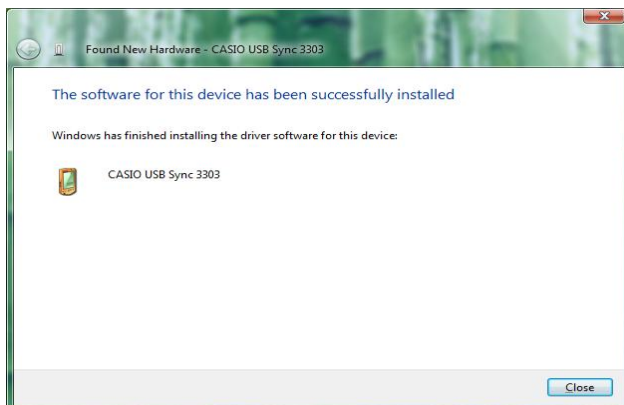 Found New Hardware - CASIO USB Sync 3303
The software for this device has been successfully installed
Windows has finished installing the driver software for this device:
CASIO USB Sync 3303
Close